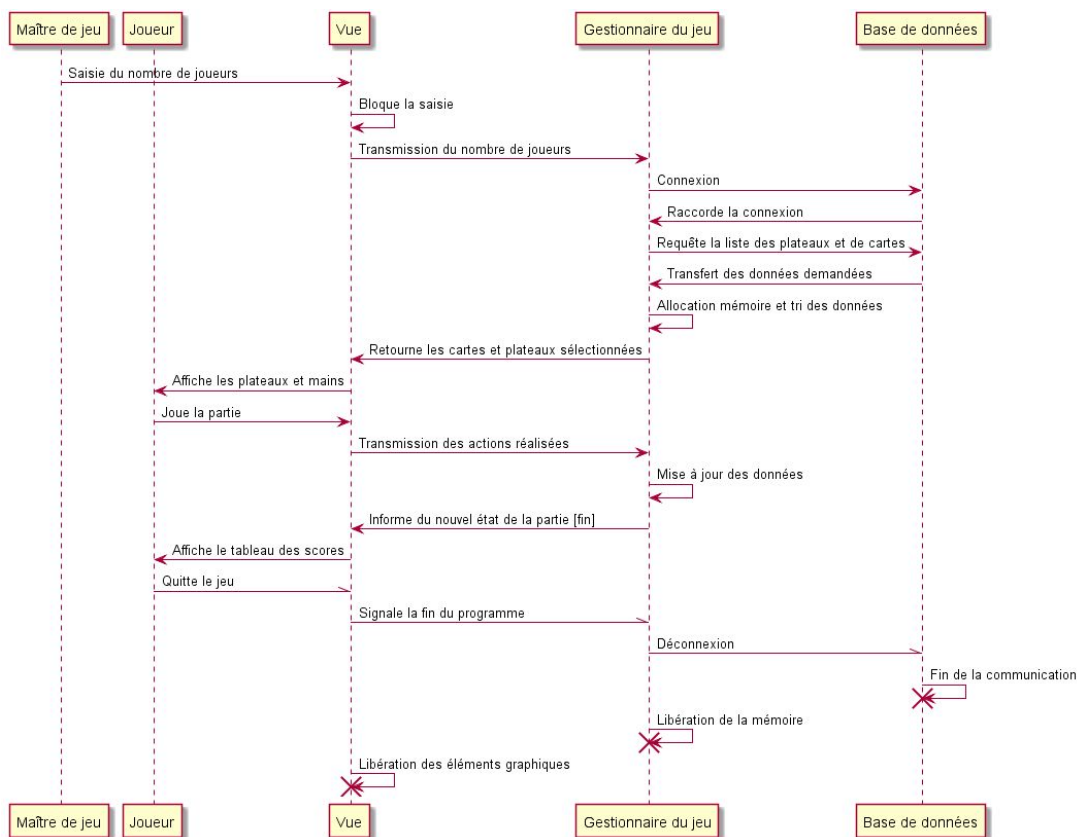 Maître de jeu
Joueur
Vue
Gestionnaire du jeu
Base de données
Saisie du nombre de joueurs
Bloque la saisie
Transmission du nombre de joueurs
Connexion
Raccorde la connexion
Requête la liste des plateaux et de cartes
Transfert des données demandées
Allocation mémoire et tri des données
Retourne les cartes et plateaux sélectionnées
Affiche les plateaux et mains
Joue la partie
Transmission des actions réalisées
Mise à jour des données
Informe du nouvel état de la partie [fin]
Affiche le tableau des scores
Quitte le jeu
Signale la fin du programme
Déconnexion
Fin de la communication
Libération de la mémoire
Libération des éléments graphiques
Maître de jeu
Joueur
Vue
Gestionnaire du jeu
Base de données